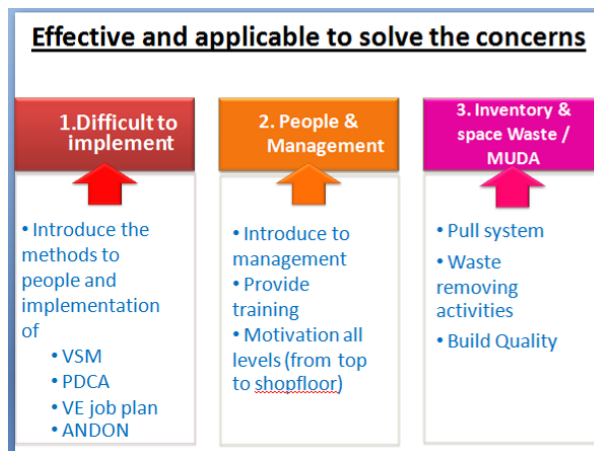 Effective and applicable to solve the concerns
1.Difficult to
implement
• Introduce the
methods to
people and
implementation
of
• VSM
• PDCA
• VE job plan
• ANDON
2. People &
Management
• Introduce to
management
• Provide
training
• Motivation all
levels (from top
to shopfloor)
3. Inventory &
space Waste /
MUDA
• Pull system
• Waste
removing
activities
• Build Quality